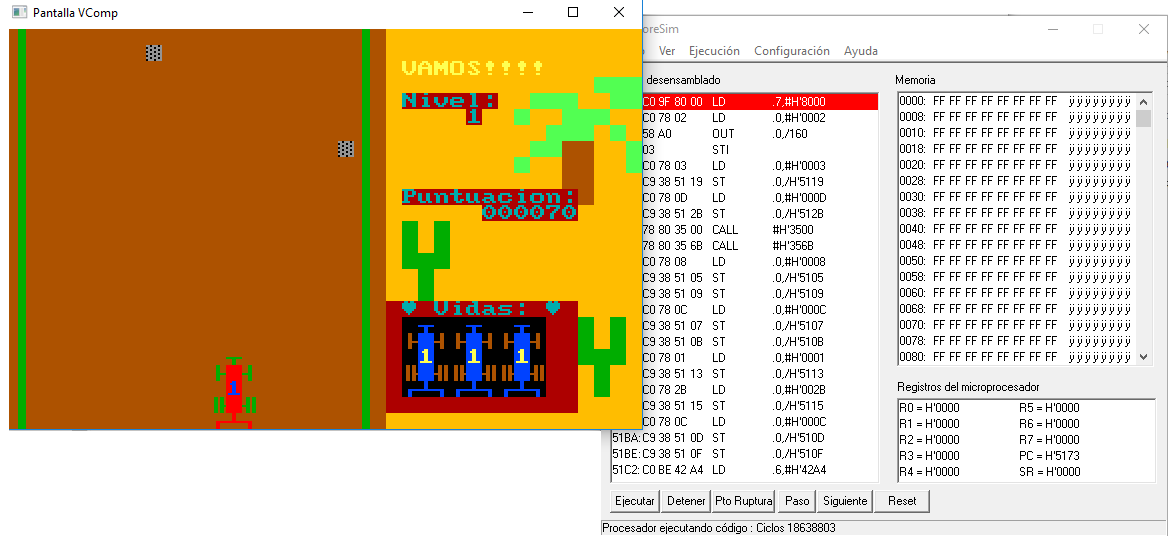 Pantalla VComp
VAMOS!!!!
Nivel:
1
Puntuacion:
000070
♥ Vidas: ♥
1 1 1
1
oreSim
Ver Ejecución Configuración Ayuda
desensamblado
C0 9F 80 00 LD .7,#H'8000
C0 78 02 LD .0,#H'0002
58 A0 OUT .0,/160
03 STI
C0 78 03 LD .0,#H'0003
C9 38 51 19 ST .0,/H'5119
C0 78 0D LD .0,#H'000D
C9 38 51 2B ST .0,/H'512B
78 80 35 00 CALL #H'3500
78 80 35 6B CALL #H'356B
C0 78 08 LD .0,#H'0008
C9 38 51 05 ST .0,/H'5105
C9 38 51 09 ST .0,/H'5109
C0 78 0C LD .0,#H'000C
C9 38 51 07 ST .0,/H'5107
C9 38 51 0B ST .0,/H'510B
C0 78 01 LD .0,#H'0001
C9 38 51 13 ST .0,/H'5113
C0 78 2B LD .0,#H'002B
C9 38 51 15 ST .0,/H'5115
C0 78 0C LD .0,#H'000C
51BA: C9 38 51 0D ST .0,/H'510D
51BE: C9 38 51 0F ST .0,/H'510F
51C2: C0 BE 42 A4 LD .6,#H'42A4
Memoria
0000: FF FF FF FF FF FF FF FF ÿÿÿÿÿÿÿÿ
0008: FF FF FF FF FF FF FF FF ÿÿÿÿÿÿÿÿ
0010: FF FF FF FF FF FF FF FF ÿÿÿÿÿÿÿÿ
0018: FF FF FF FF FF FF FF FF ÿÿÿÿÿÿÿÿ
0020: FF FF FF FF FF FF FF FF ÿÿÿÿÿÿÿÿ
0028: FF FF FF FF FF FF FF FF ÿÿÿÿÿÿÿÿ
0030: FF FF FF FF FF FF FF FF ÿÿÿÿÿÿÿÿ
0038: FF FF FF FF FF FF FF FF ÿÿÿÿÿÿÿÿ
0040: FF FF FF FF FF FF FF FF ÿÿÿÿÿÿÿÿ
0048: FF FF FF FF FF FF FF FF ÿÿÿÿÿÿÿÿ
0050: FF FF FF FF FF FF FF FF ÿÿÿÿÿÿÿÿ
0058: FF FF FF FF FF FF FF FF ÿÿÿÿÿÿÿÿ
0060: FF FF FF FF FF FF FF FF ÿÿÿÿÿÿÿÿ
0068: FF FF FF FF FF FF FF FF ÿÿÿÿÿÿÿÿ
0070: FF FF FF FF FF FF FF FF ÿÿÿÿÿÿÿÿ
0078: FF FF FF FF FF FF FF FF ÿÿÿÿÿÿÿÿ
0080: FF FF FF FF FF FF FF FF ÿÿÿÿÿÿÿÿ
Registros del microprocesador
R0 = H'0000 R5 = H'0000
R1 = H'0000 R6 = H'0000
R2 = H'0000 R7 = H'0000
R3 = H'0000 PC = H'5173
R4 = H'0000 SR = H'0000
Ejecutar Detener Pto Ruptura Paso Siguiente Reset
Procesador ejecutando código : Ciclos 18638803